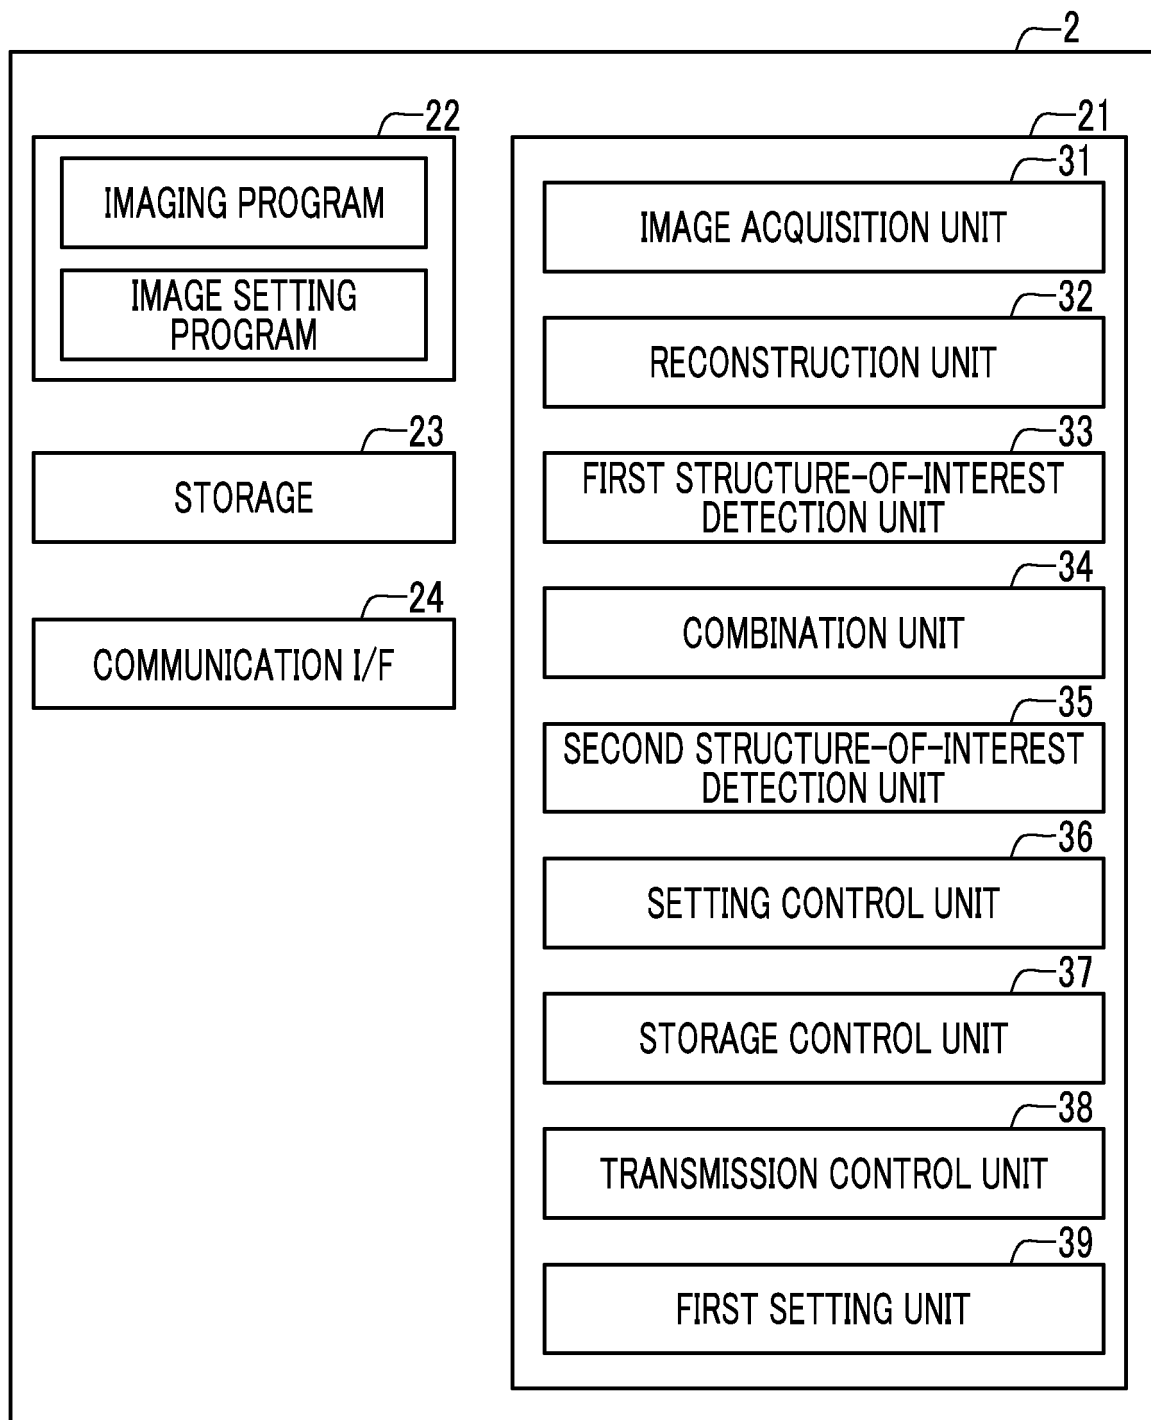 2
22
IMAGING PROGRAM
IMAGE SETTING
PROGRAM
23
STORAGE
24
COMMUNICATION I/F
21
31
IMAGE ACQUISITION UNIT
32
RECONSTRUCTION UNIT
33
FIRST STRUCTURE-OF-INTEREST
DETECTION UNIT
34
COMBINATION UNIT
35
SECOND STRUCTURE-OF-INTEREST
DETECTION UNIT
36
SETTING CONTROL UNIT
37
STORAGE CONTROL UNIT
38
TRANSMISSION CONTROL UNIT
39
FIRST SETTING UNIT